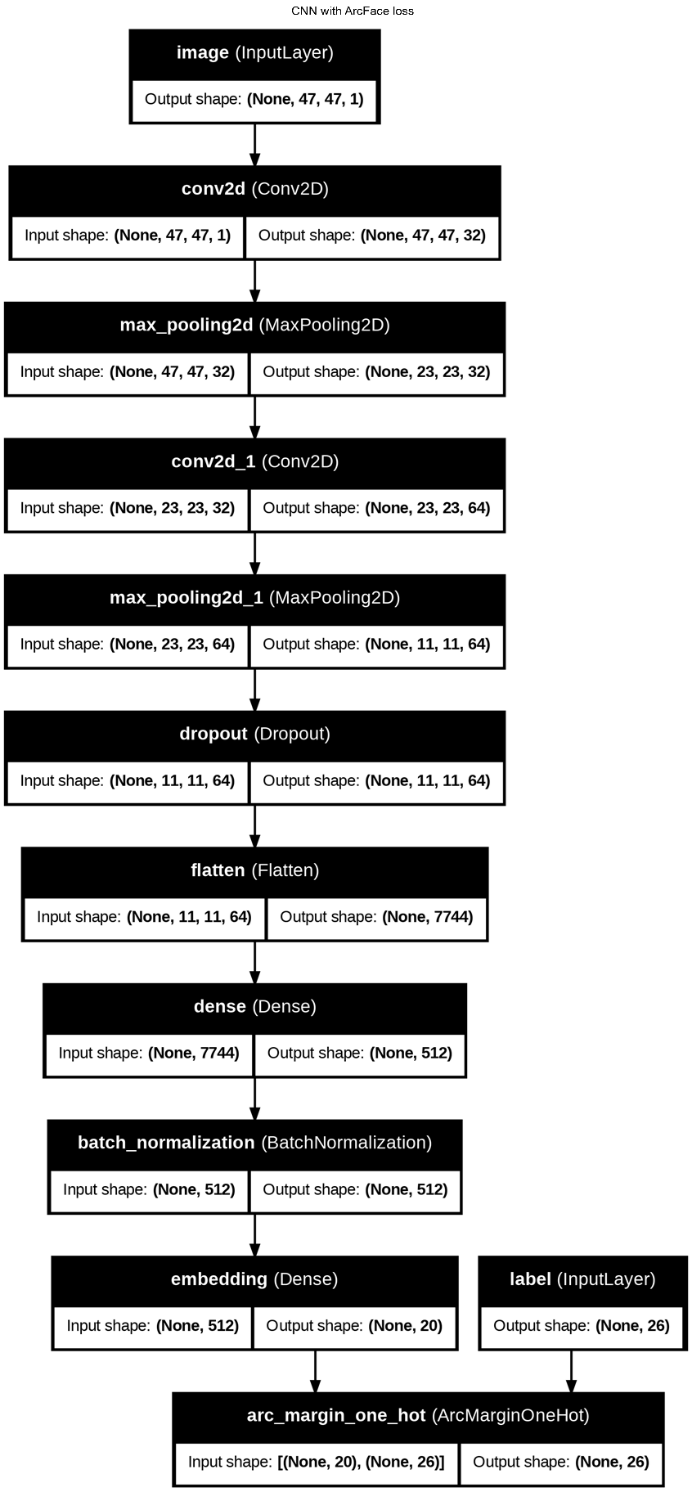 CNN with ArcFace loss
image (InputLayer)
Output shape: (None, 47, 47, 1)
conv2d (Conv2D)
Input shape: (None, 47, 47, 1) Output shape: (None, 47, 47, 32)
max_pooling2d (MaxPooling2D)
Input shape: (None, 47, 47, 32) Output shape: (None, 23, 23, 32)
conv2d_1 (Conv2D)
Input shape: (None, 23, 23, 32) Output shape: (None, 23, 23, 64)
max_pooling2d_1 (MaxPooling2D)
Input shape: (None, 23, 23, 64) Output shape: (None, 11, 11, 64)
dropout (Dropout)
Input shape: (None, 11, 11, 64) Output shape: (None, 11, 11, 64)
flatten (Flatten)
Input shape: (None, 11, 11, 64) Output shape: (None, 7744)
dense (Dense)
Input shape: (None, 7744) Output shape: (None, 512)
batch_normalization (BatchNormalization)
Input shape: (None, 512) Output shape: (None, 512)
embedding (Dense) label (InputLayer)
Input shape: (None, 512) Output shape: (None, 20) Output shape: (None, 26)
arc_margin_one_hot (ArcMarginOneHot)
Input shape: [(None, 20), (None, 26)] Output shape: (None, 26)